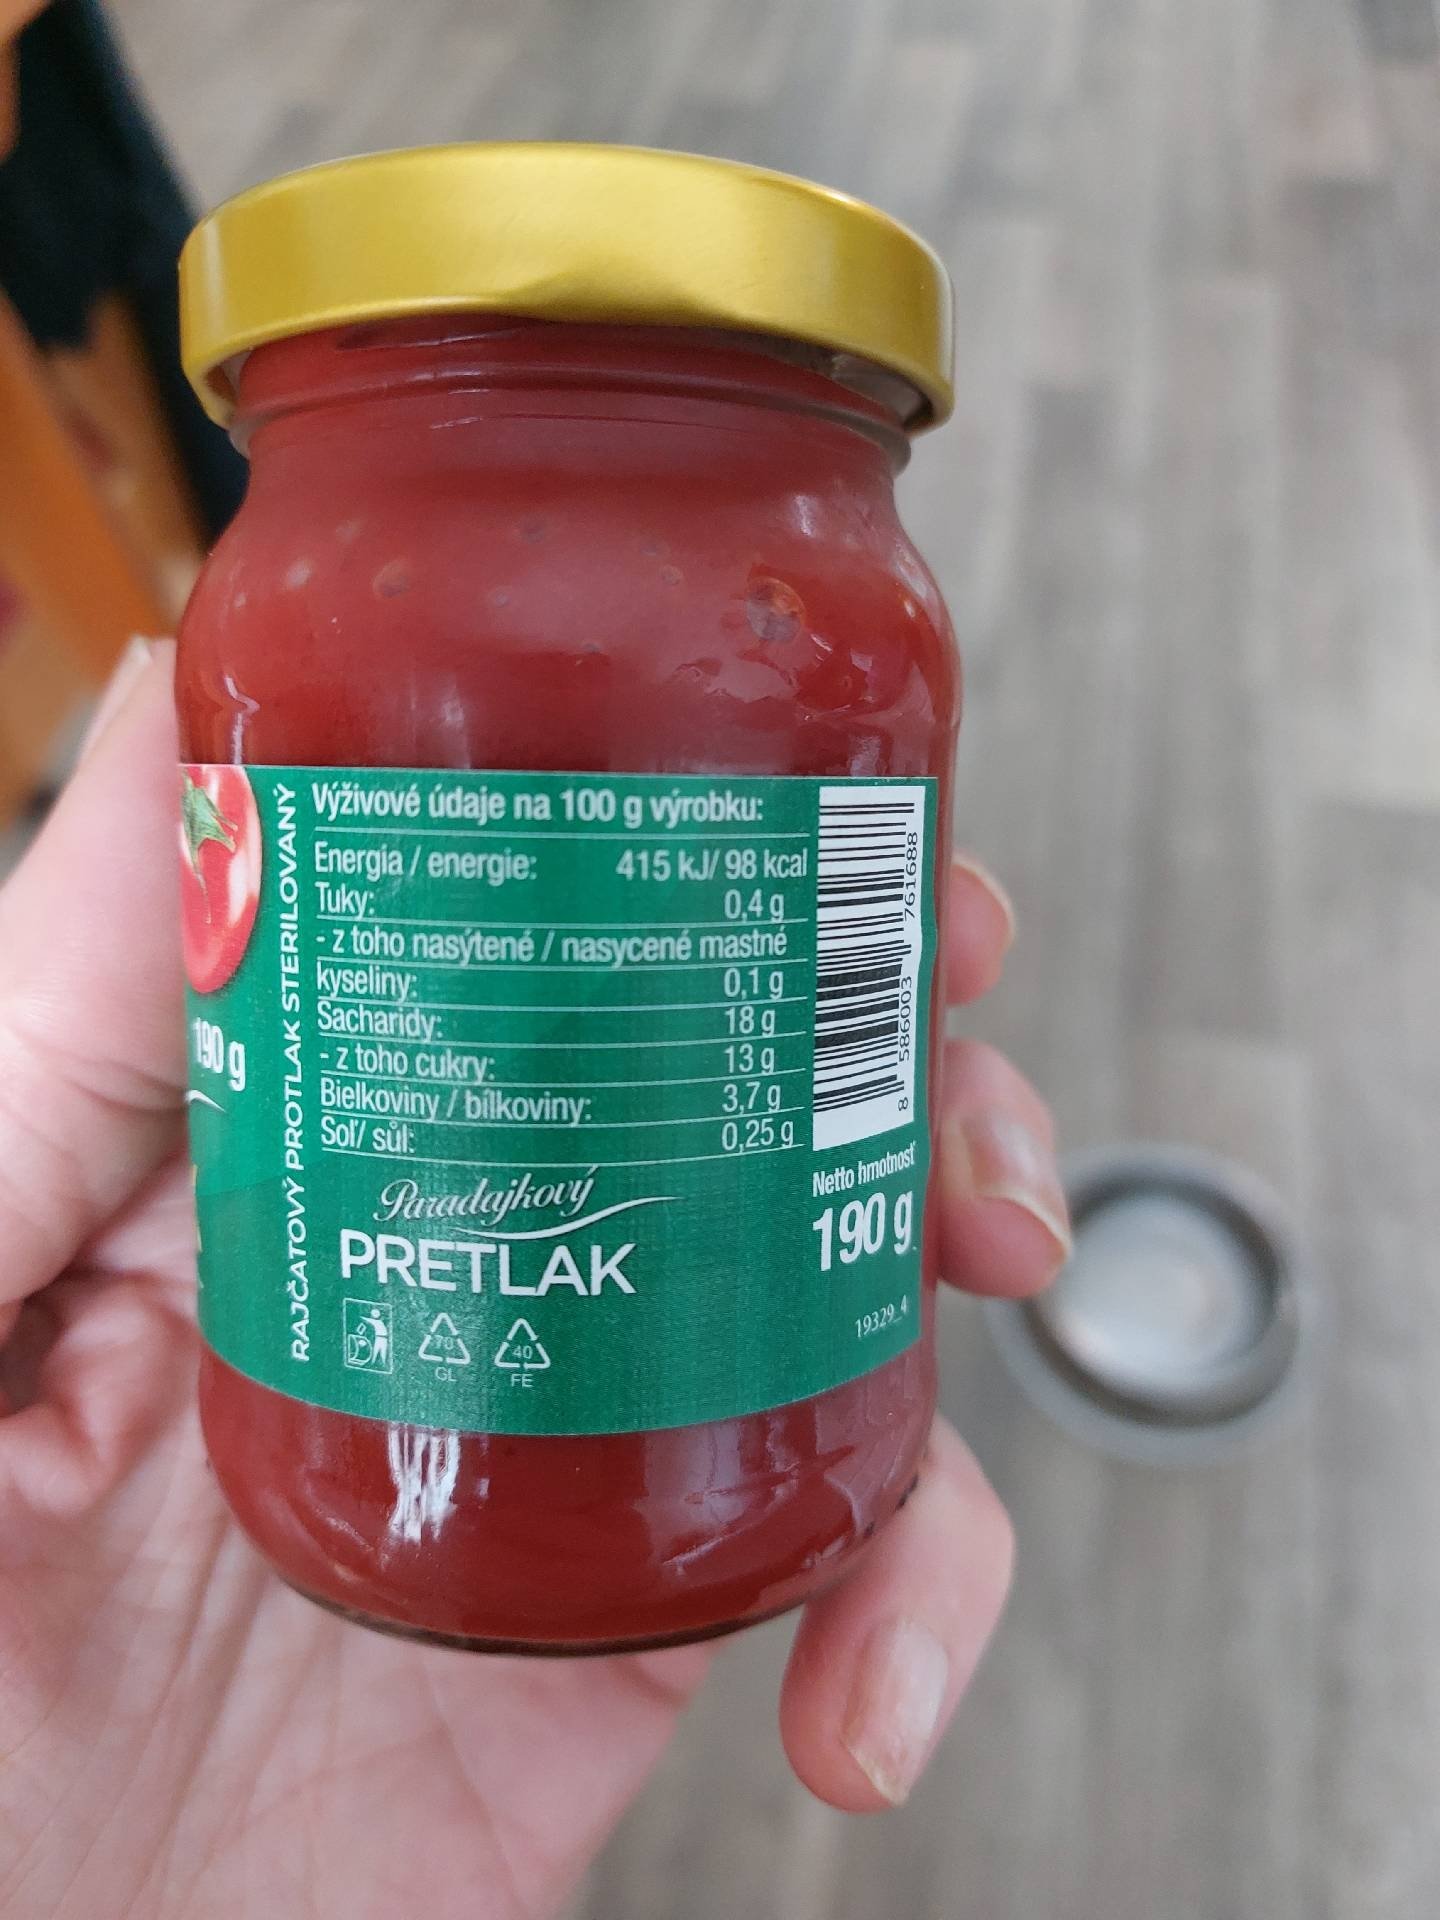 190 g
RAJČATOVÝ PROTLAK STERILOVANÝ
Výživové údaje na 100 g výrobku:
Energia / energie: 415 kJ/ 98 kcal
Tuky: 0,4 g
- z toho nasýtené / nasycené mastné
kyseliny: 0,1 g
Sacharidy: 18 g
- z toho cukry: 13 g
Bielkoviny / bílkoviny: 3,7 g
Soľ/ sůl: 0,25 g
Paradajkový
PRETLAK
70
GL
40
FE
8 586003 761688
Netto hmotnosť
190 g
19329_4